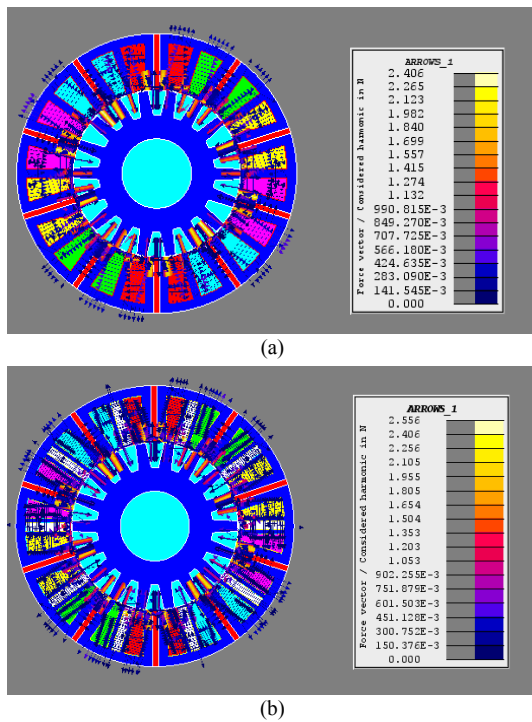 ARROWS_1
Force vector / Considered harmonic in N
2.406
2.265
2.123
1.982
1.840
1.699
1.557
1.415
1.274
1.132
990.815E-3
849.270E-3
707.725E-3
566.180E-3
424.635E-3
283.090E-3
141.545E-3
0.000
(a)
ARROWS_1
Force vector / Considered harmonic in N
2.556
2.406
2.256
2.105
1.955
1.805
1.654
1.504
1.353
1.203
1.053
902.255E-3
751.879E-3
601.503E-3
451.128E-3
300.752E-3
150.376E-3
0.000
(b)